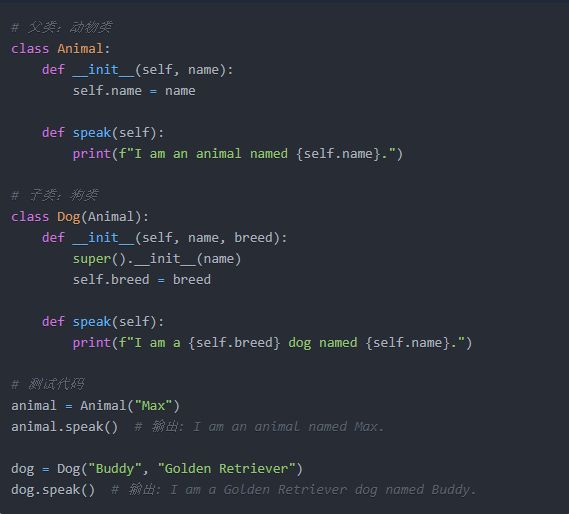 # 父类：动物类
class Animal:
    def __init__(self, name):
        self.name = name
    def speak(self):
        print(f"I am an animal named {self.name}.")
# 子类：狗类
class Dog(Animal):
    def __init__(self, name, breed):
        super().__init__(name)
        self.breed = breed
    def speak(self):
        print(f"I am a {self.breed} dog named {self.name}.")
# 测试代码
animal = Animal("Max")
animal.speak()  # 输出: I am an animal named Max.
dog = Dog("Buddy", "Golden Retriever")
dog.speak()  # 输出: I am a Golden Retriever dog named Buddy.